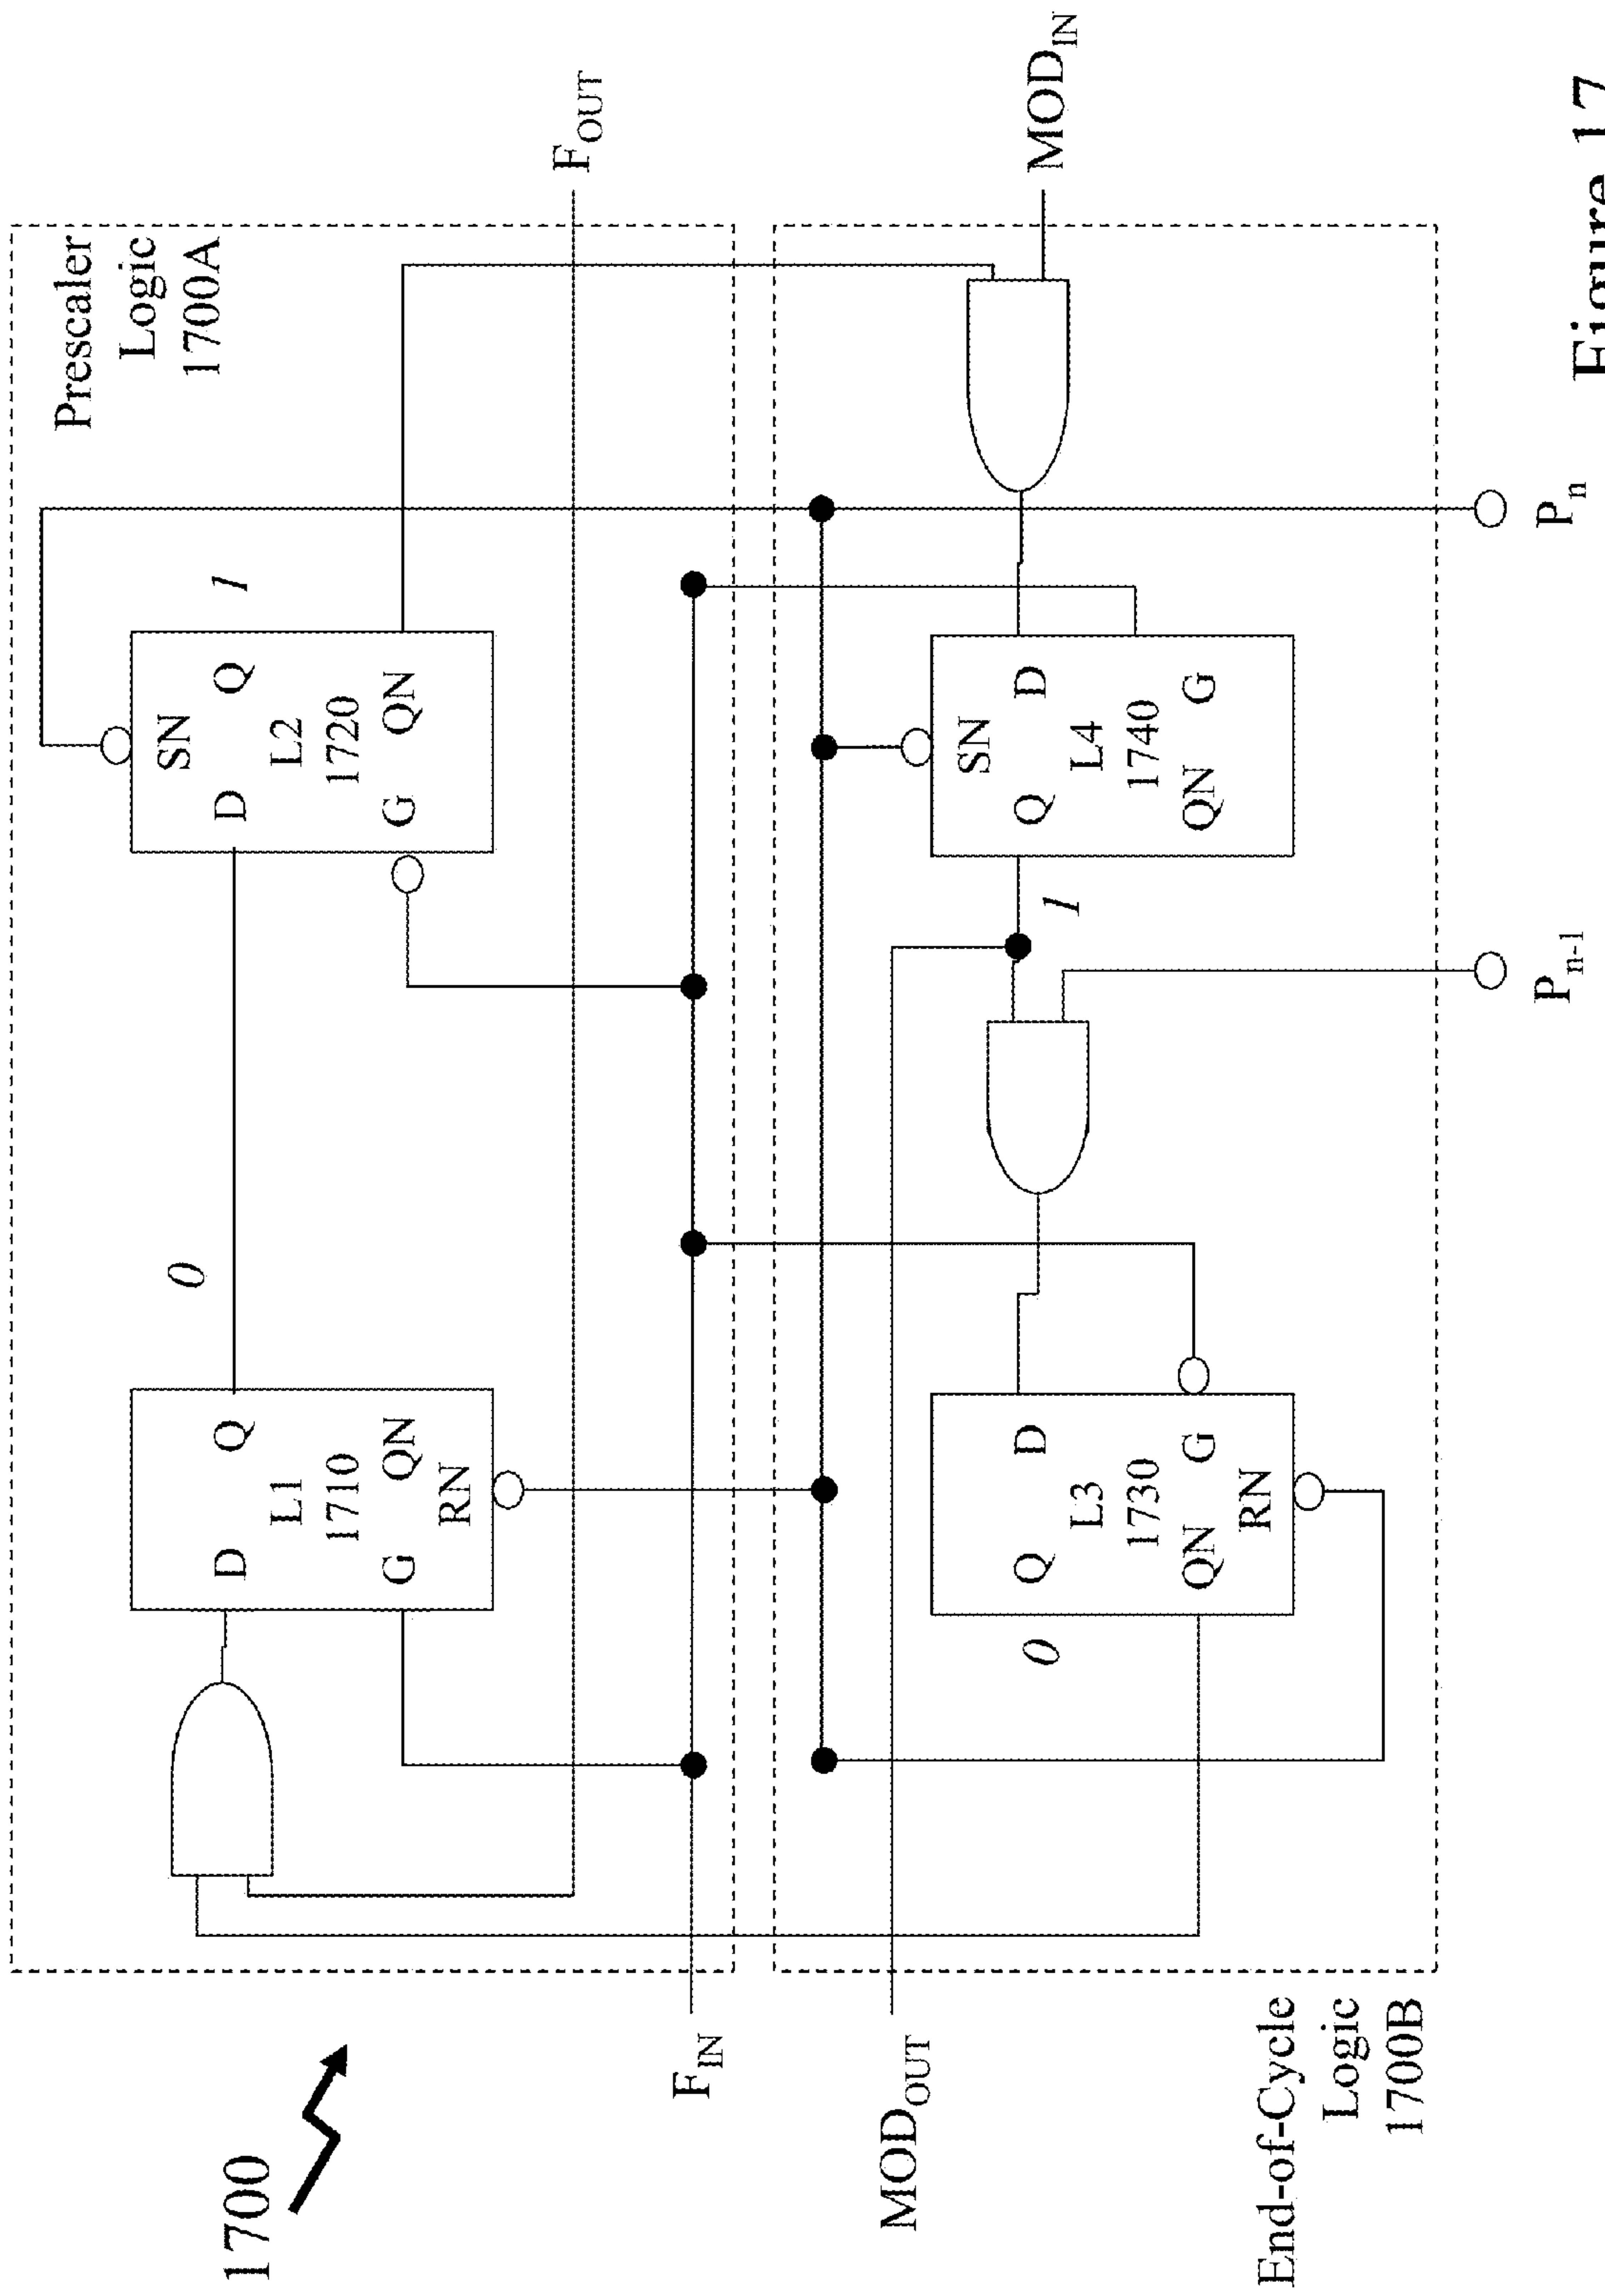 1700
Prescaler
Logic
1700A
0
1
D Q
L1
1710
G QN
RN
SN
D Q
L2
1720
G QN
F_OUT
F_IN
MOD_OUT
MOD_IN
0
Q D
L3
1730
QN G
RN
1
SN
Q D
L4
1740
QN G
End-of-Cycle
Logic
1700B
P_n-1
P_n
Figure 17